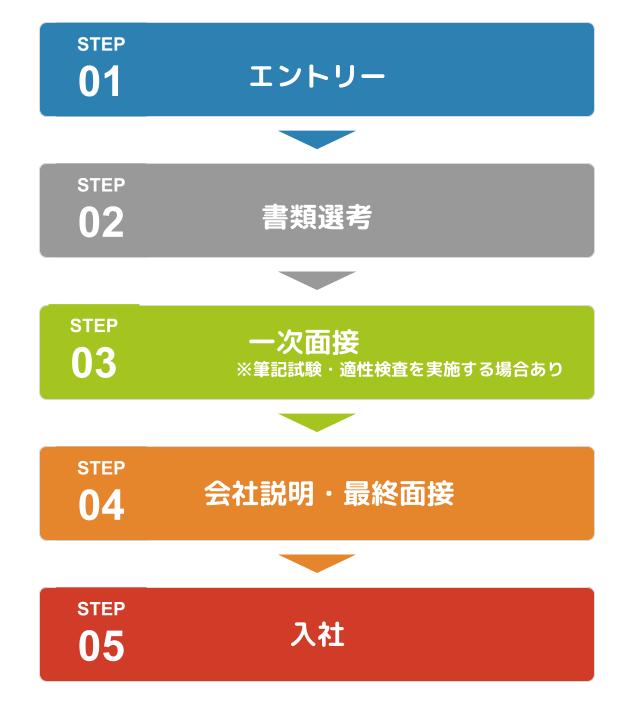 STEP
01
エントリー
STEP
02
書類選考
STEP
03
一次面接
※筆記試験・適性検査を実施する場合あり
STEP
04
会社説明・最終面接
STEP
05
入社